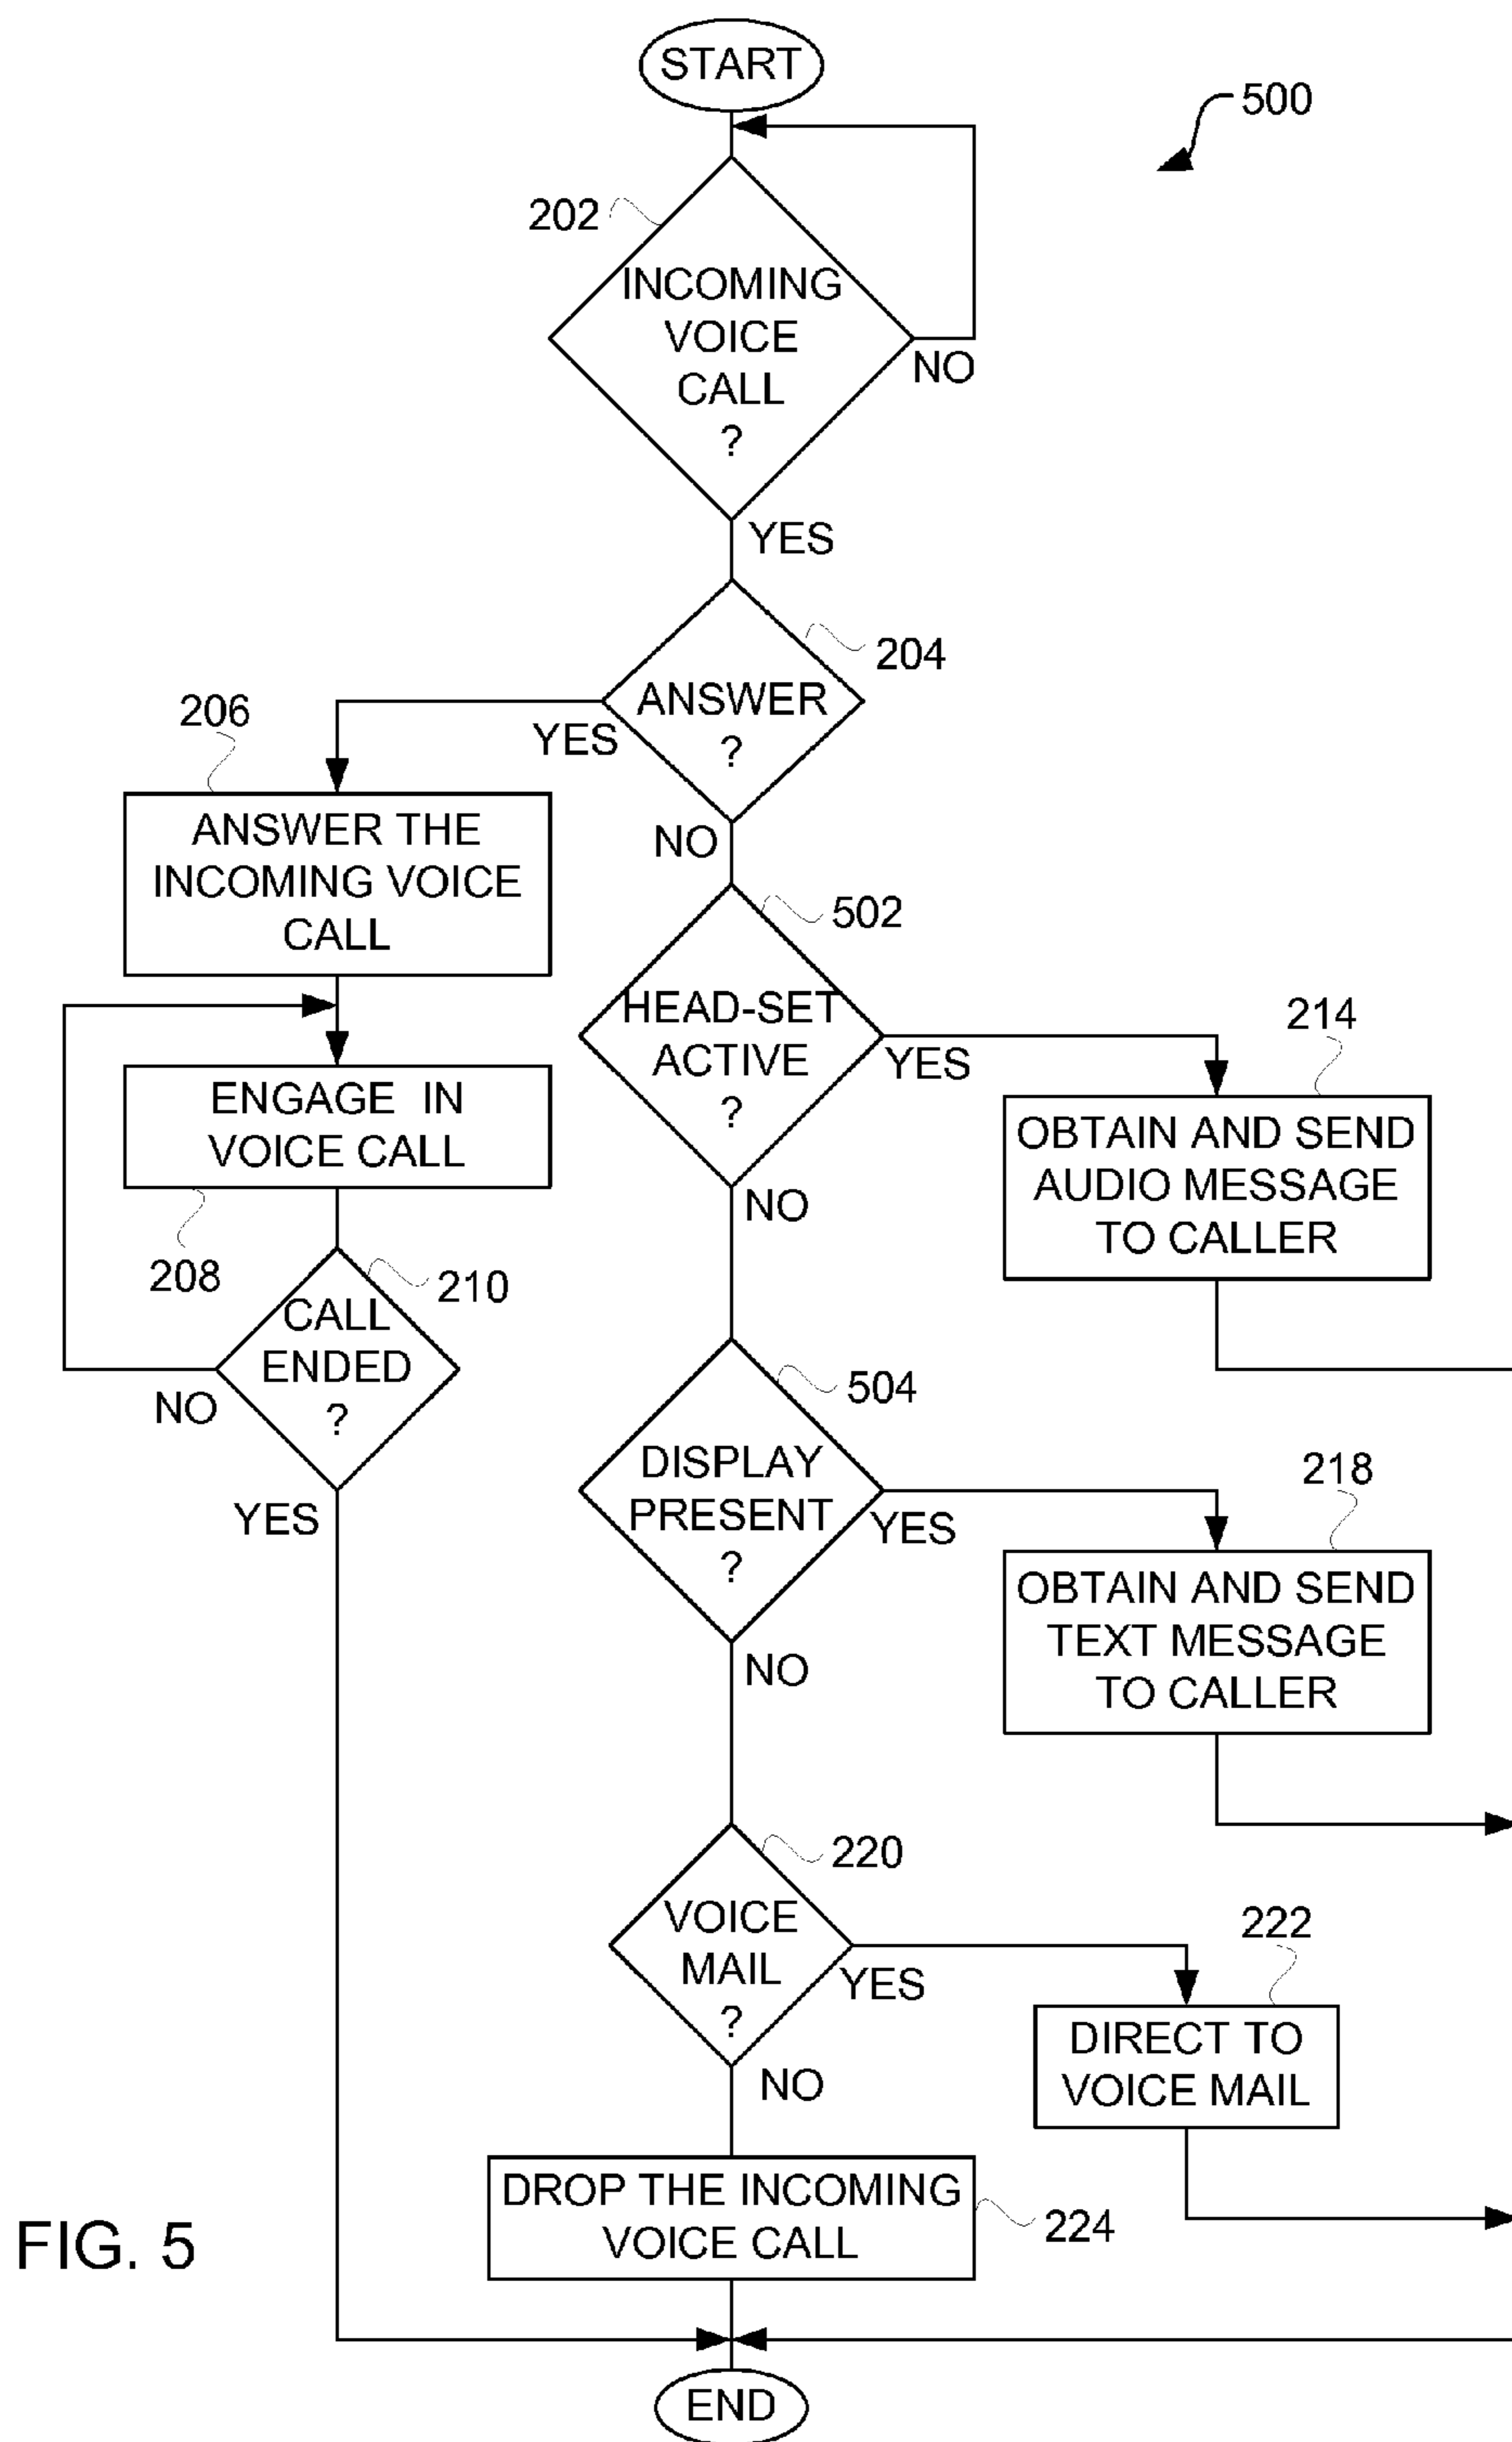 START
500
202
INCOMING
VOICE
CALL
?
NO
YES
204
ANSWER
?
YES
NO
206
ANSWER THE
INCOMING VOICE
CALL
502
HEAD-SET
ACTIVE
?
YES
NO
214
OBTAIN AND SEND
AUDIO MESSAGE
TO CALLER
ENGAGE IN
VOICE CALL
208
210
CALL
ENDED
?
NO
YES
504
DISPLAY
PRESENT
?
YES
NO
218
OBTAIN AND SEND
TEXT MESSAGE
TO CALLER
220
VOICE
MAIL
?
YES
NO
222
DIRECT TO
VOICE MAIL
DROP THE INCOMING
VOICE CALL
224
FIG. 5
END